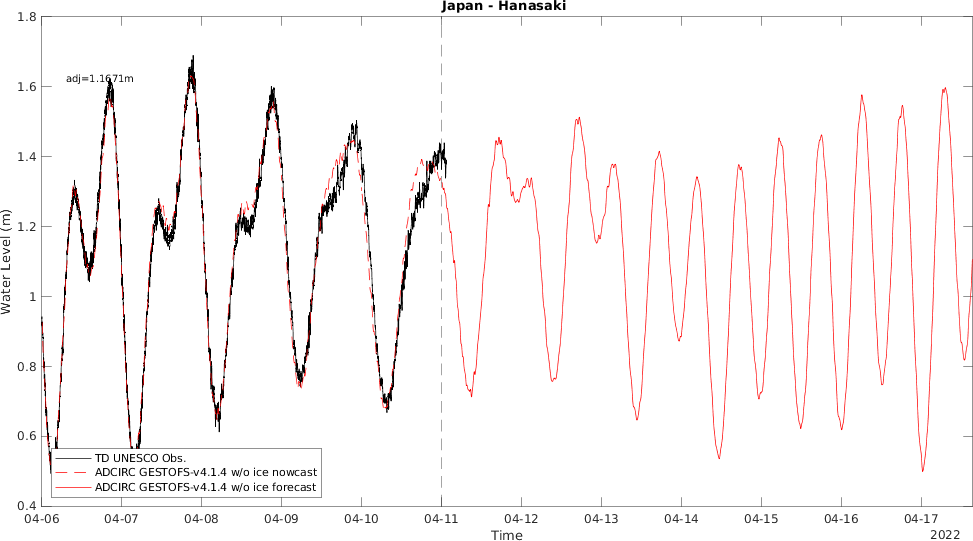 Japan - Hanasaki
1.8
1.6
1.4
1.2
1
0.8
0.6
0.4
Water Level (m)
adj=1.1671m
TD UNESCO Obs.
ADCIRC GESTOFS-v4.1.4 w/o ice nowcast
ADCIRC GESTOFS-v4.1.4 w/o ice forecast
04-06 04-07 04-08 04-09 04-10 04-11 04-12 04-13 04-14 04-15 04-16 04-17
Time
2022